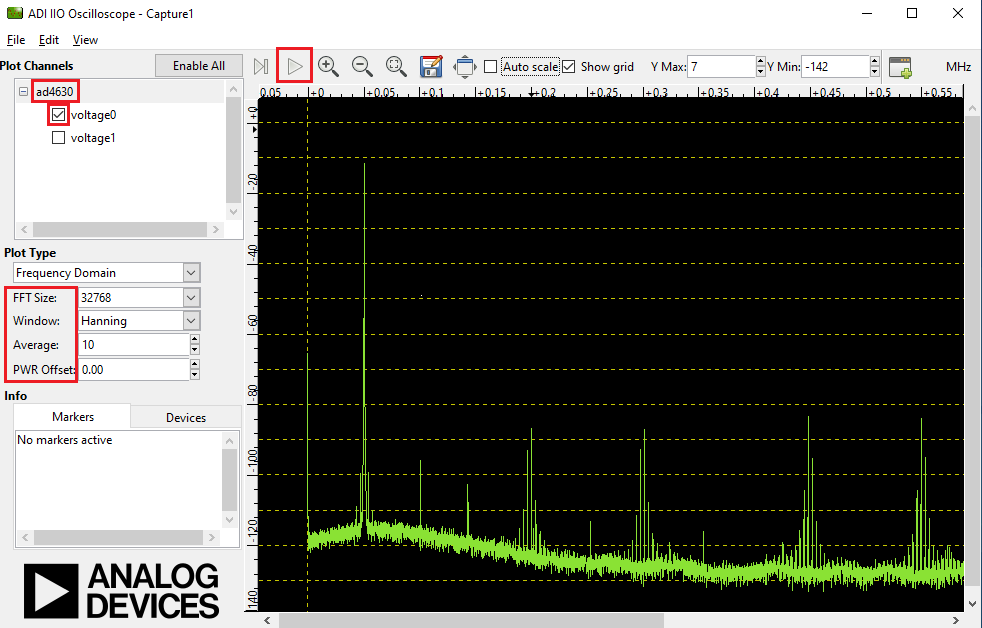 ADI IIO Oscilloscope - Capture1
File Edit View
Plot Channels Enable All Auto scale Show grid Y Max: 7 Y Min: -142 MHz
ad4630
voltage0
voltage1
0.05 +0 +0.05 +0.1 +0.15 +0.2 +0.25 +0.3 +0.35 +0.4 +0.45 +0.5 +0.55
+0
-20
-40
-60
-80
-100
-120
140
Plot Type
Frequency Domain
FFT Size: 32768
Window: Hanning
Average: 10
PWR Offset: 0.00
Info
Markers Devices
No markers active
ANALOG
DEVICES